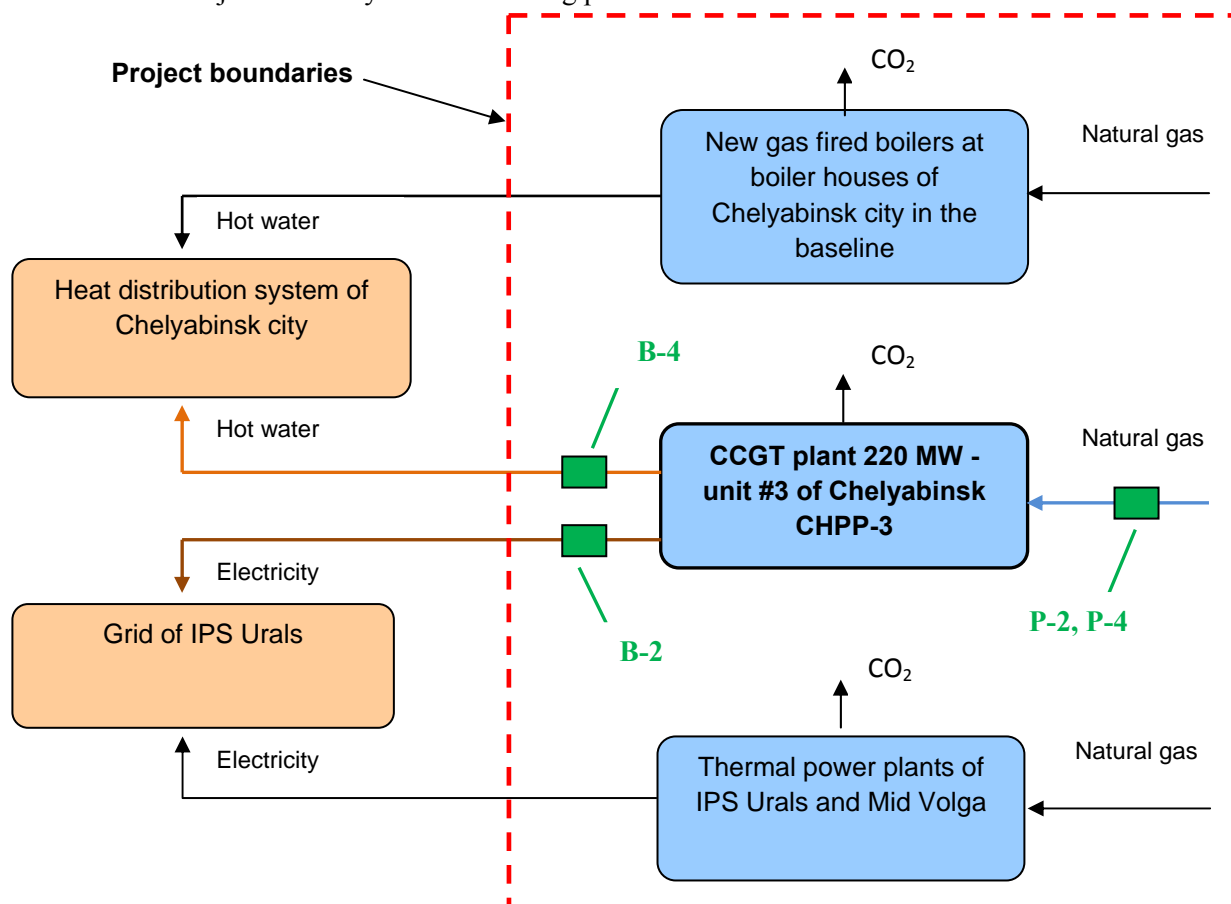 Project boundaries
CO₂
New gas fired boilers at
boiler houses of
Chelyabinsk city in the
baseline
Natural gas
Hot water
Heat distribution system of
Chelyabinsk city
B-4
CO₂
Hot water
CCGT plant 220 MW -
unit #3 of Chelyabinsk
CHPP-3
Natural gas
Electricity
Grid of IPS Urals
B-2
P-2, P-4
CO₂
Electricity
Thermal power plants of
IPS Urals and Mid Volga
Natural gas